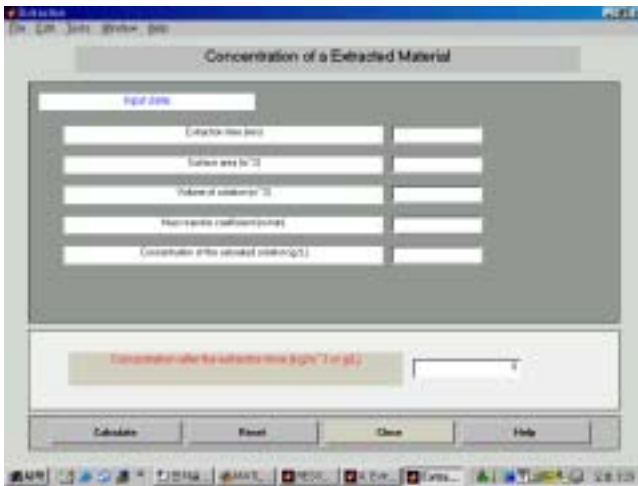 Extraction
File Edit Tools Window Help
Concentration of a Extracted Material
Input data
Extraction time (min)
Surface area (m^2)
Volume of solution (m^3)
Mass transfer coefficient (m/min)
Concentration of the saturated solution (g/L)
Concentration after the extraction time (kg/m^3 or g/L)
0
Calculate Reset Close Help